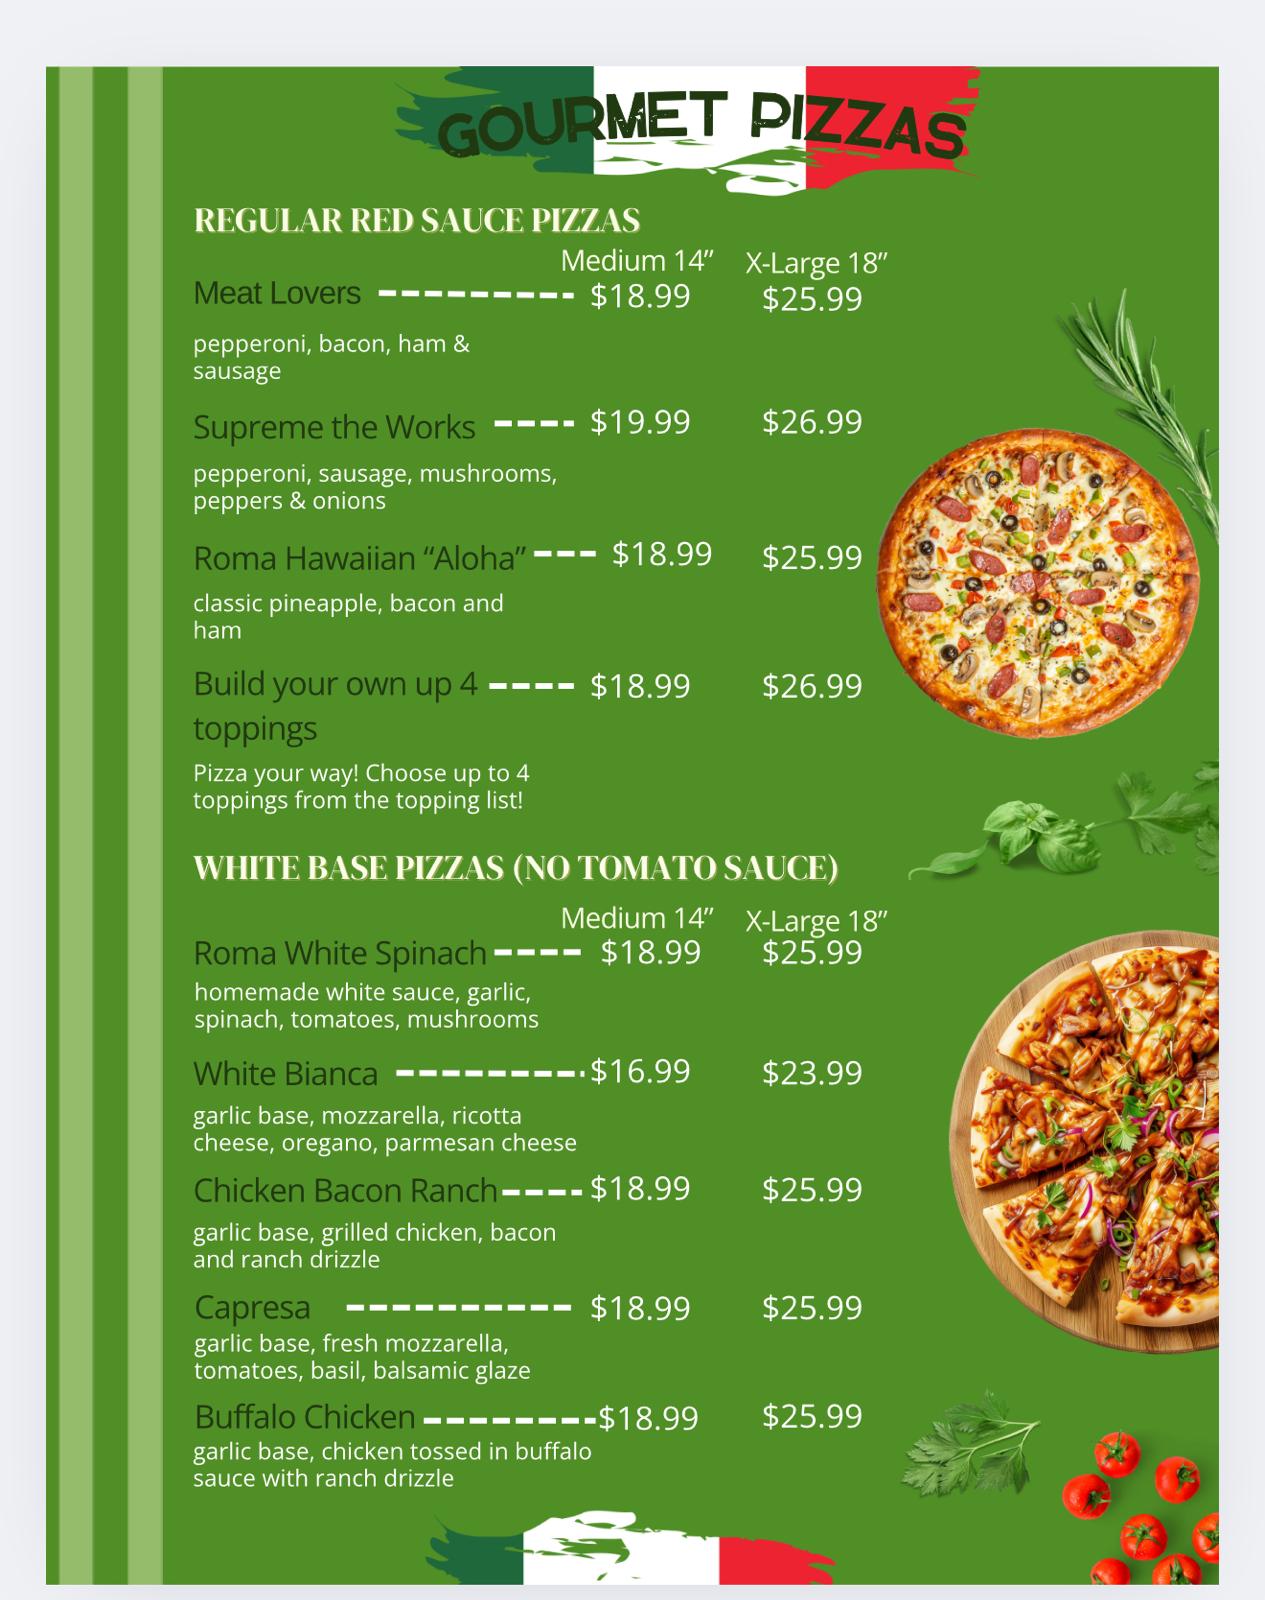 GOURMET PIZZAS
REGULAR RED SAUCE PIZZAS
Medium 14” X-Large 18”
Meat Lovers $18.99 $25.99
pepperoni, bacon, ham &
sausage
Supreme the Works $19.99 $26.99
pepperoni, sausage, mushrooms,
peppers & onions
Roma Hawaiian “Aloha” $18.99 $25.99
classic pineapple, bacon and
ham
Build your own up 4 $18.99 $26.99
toppings
Pizza your way! Choose up to 4
toppings from the topping list!
WHITE BASE PIZZAS (NO TOMATO SAUCE)
Medium 14” X-Large 18”
Roma White Spinach $18.99 $25.99
homemade white sauce, garlic,
spinach, tomatoes, mushrooms
White Bianca $16.99 $23.99
garlic base, mozzarella, ricotta
cheese, oregano, parmesan cheese
Chicken Bacon Ranch $18.99 $25.99
garlic base, grilled chicken, bacon
and ranch drizzle
Capresa $18.99 $25.99
garlic base, fresh mozzarella,
tomatoes, basil, balsamic glaze
Buffalo Chicken $18.99 $25.99
garlic base, chicken tossed in buffalo
sauce with ranch drizzle